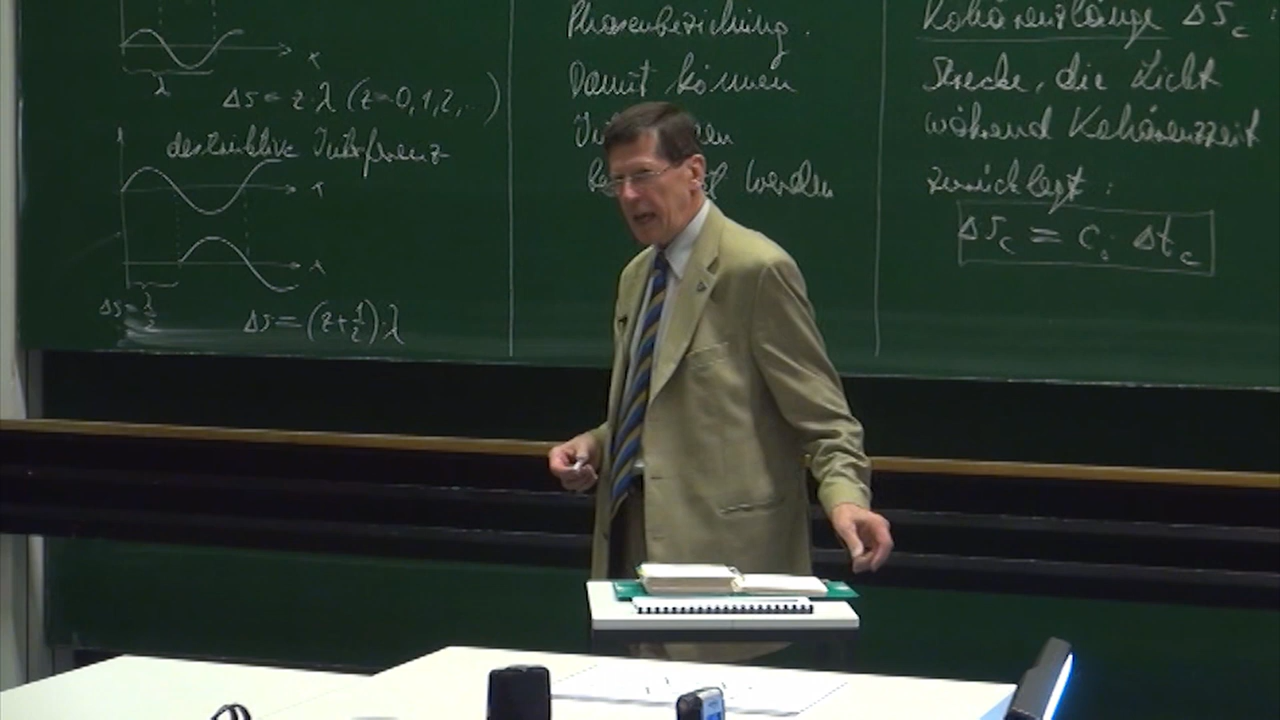 x
λ
Δs = z·λ (z=0,1,2,...)
destruktive Interferenz
x
x
Δs = λ/2
Δs = (z+1/2)·λ
Phasenbeziehung.
Damit können
werden
Kohärenzlänge Δs_c :
Strecke, die Licht
während Kohärenzzeit
zurücklegt:
Δs_c = c · Δt_c